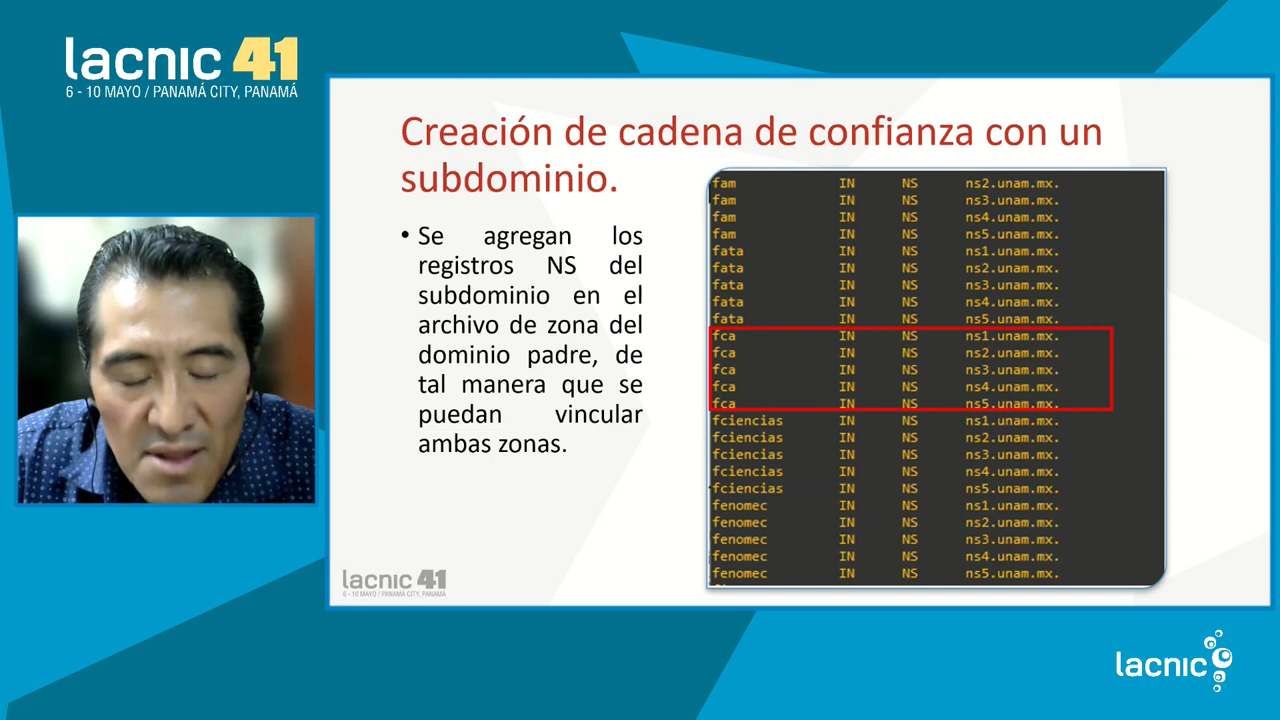 lacnic 41
6 - 10 MAYO / PANAMÁ CITY, PANAMÁ
Creación de cadena de confianza con un
subdominio.
• Se agregan los
registros NS del
subdominio en el
archivo de zona del
dominio padre, de
tal manera que se
puedan vincular
ambas zonas.
fam IN NS ns2.unam.mx.
fam IN NS ns3.unam.mx.
fam IN NS ns4.unam.mx.
fam IN NS ns5.unam.mx.
fata IN NS ns1.unam.mx.
fata IN NS ns2.unam.mx.
fata IN NS ns3.unam.mx.
fata IN NS ns4.unam.mx.
fata IN NS ns5.unam.mx.
fca IN NS ns1.unam.mx.
fca IN NS ns2.unam.mx.
fca IN NS ns3.unam.mx.
fca IN NS ns4.unam.mx.
fca IN NS ns5.unam.mx.
fciencias IN NS ns1.unam.mx.
fciencias IN NS ns2.unam.mx.
fciencias IN NS ns3.unam.mx.
fciencias IN NS ns4.unam.mx.
fciencias IN NS ns5.unam.mx.
fenomec IN NS ns1.unam.mx.
fenomec IN NS ns2.unam.mx.
fenomec IN NS ns3.unam.mx.
fenomec IN NS ns4.unam.mx.
fenomec IN NS ns5.unam.mx.
lacnic 41
6 - 10 MAYO / PANAMÁ CITY, PANAMÁ
lacnic